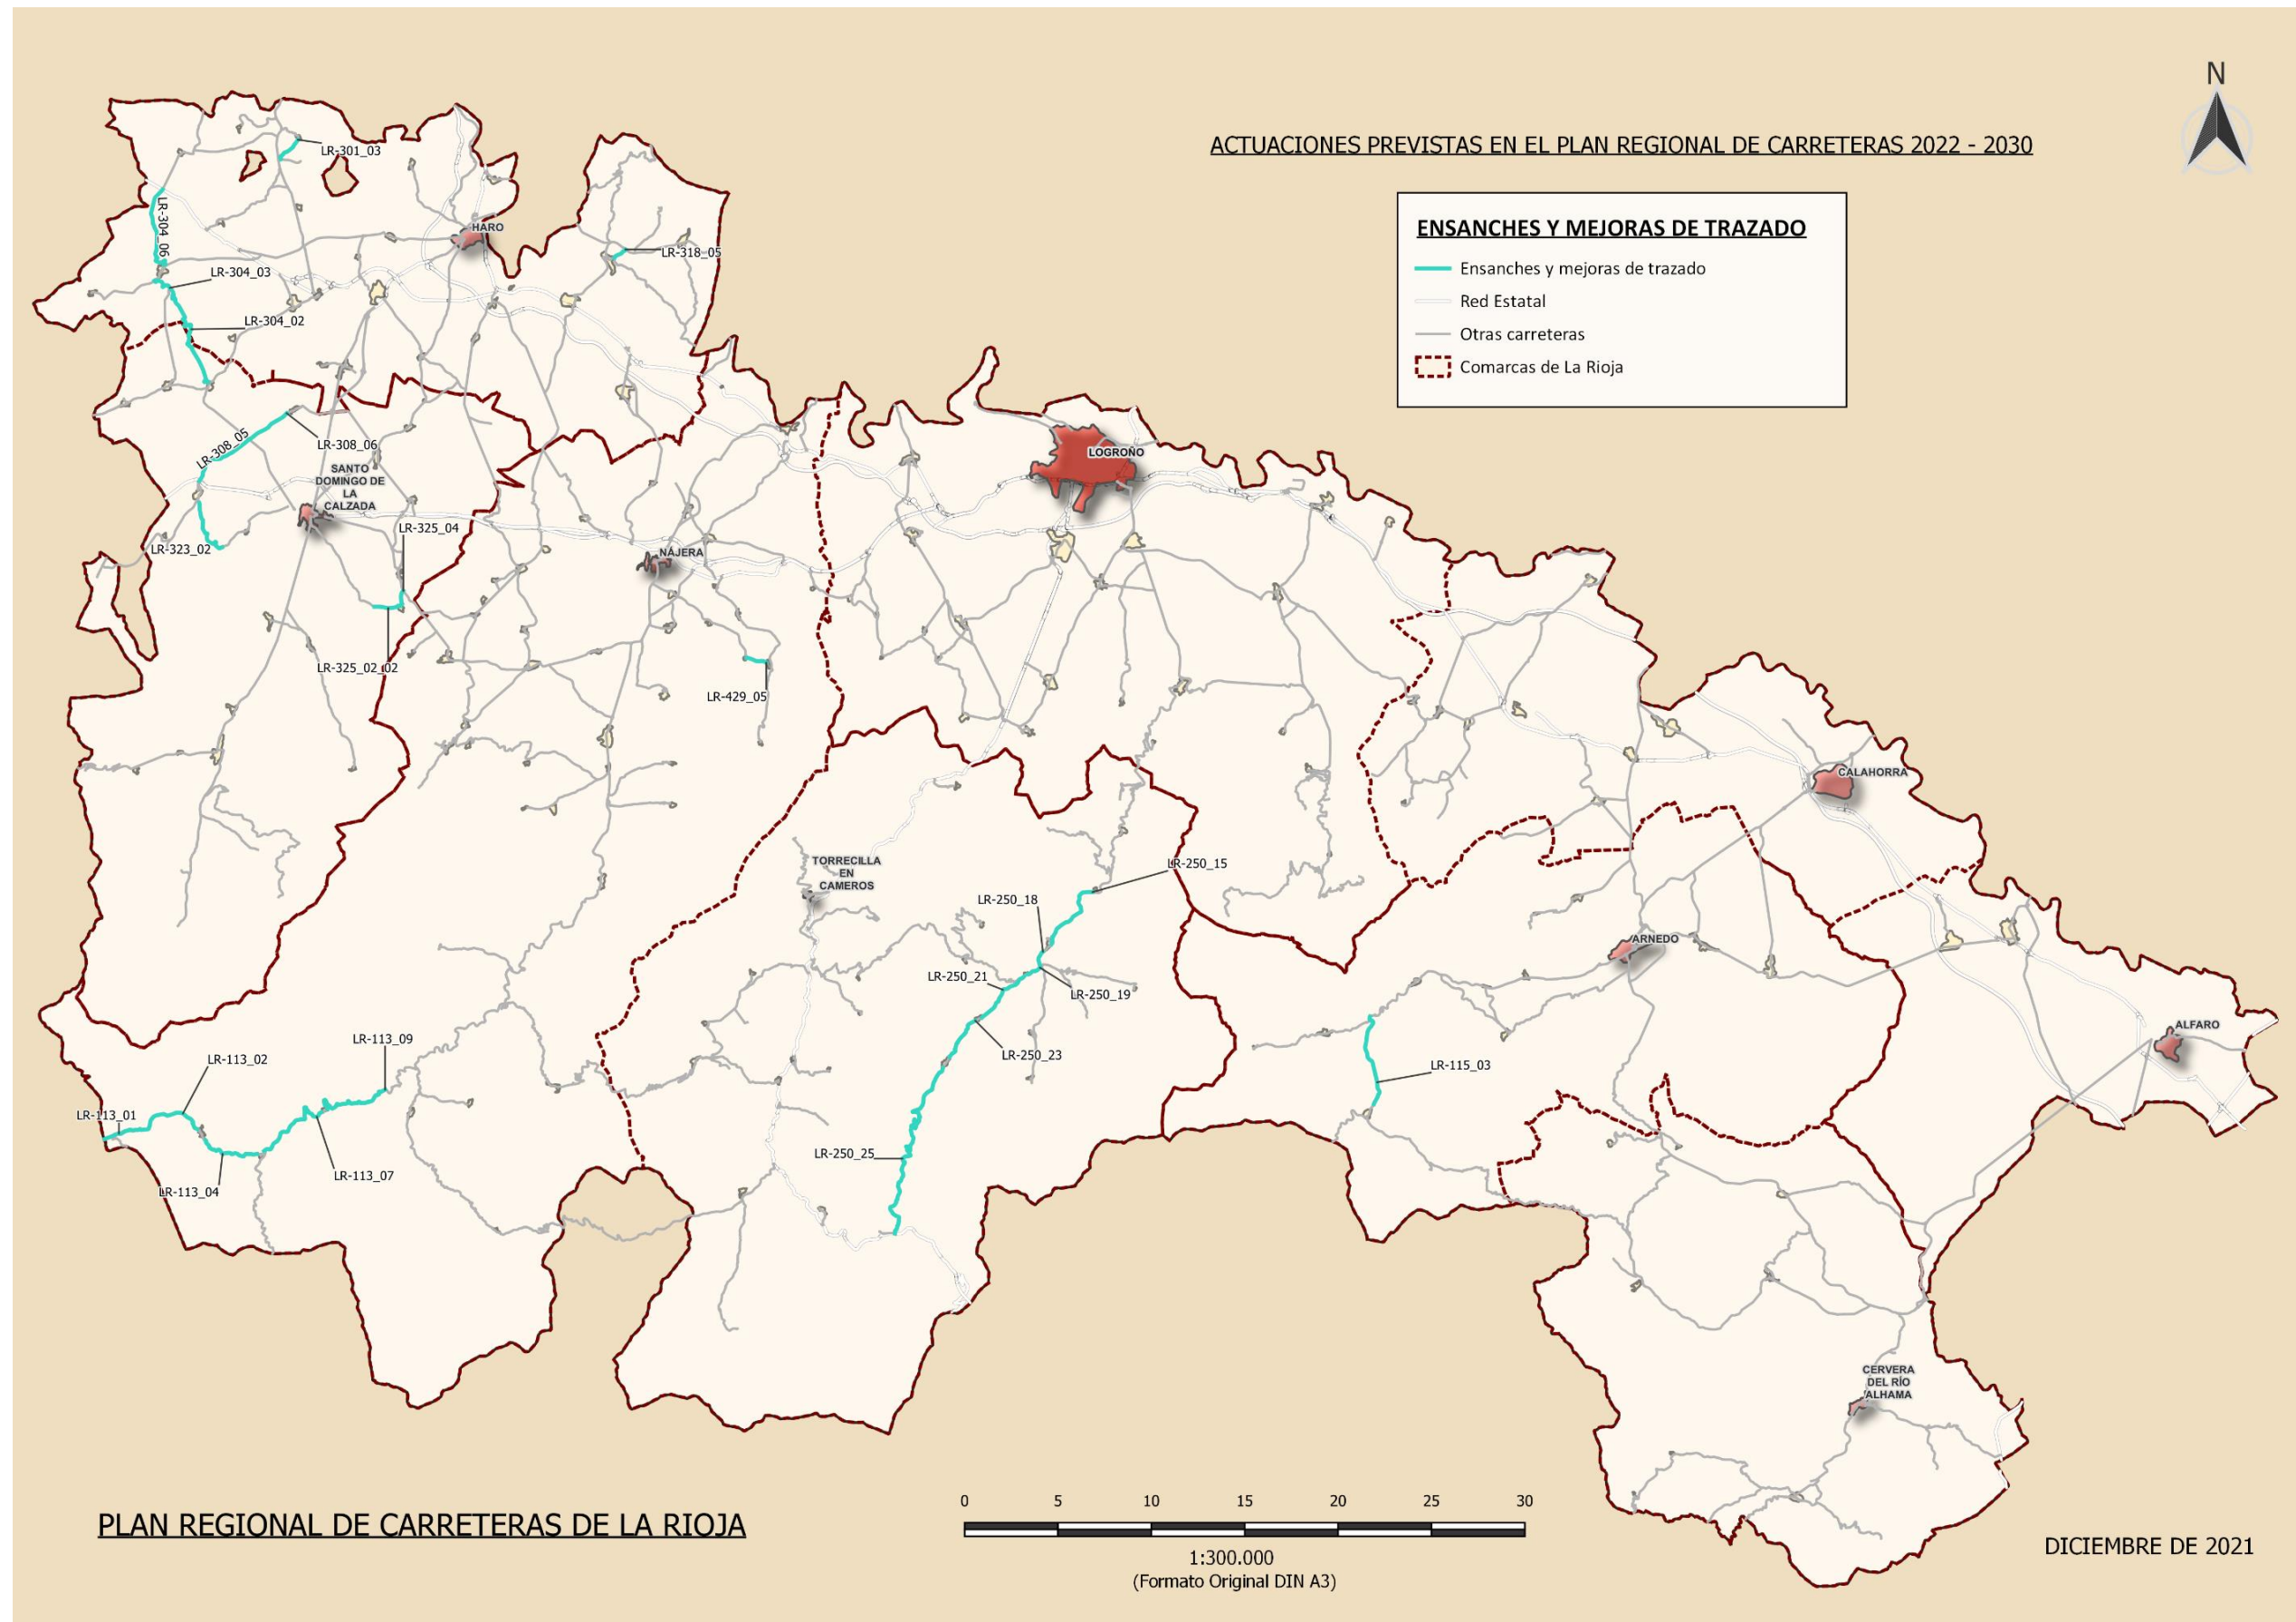 N
ACTUACIONES PREVISTAS EN EL PLAN REGIONAL DE CARRETERAS 2022 - 2030
ENSANCHES Y MEJORAS DE TRAZADO
Ensanches y mejoras de trazado
Red Estatal
Otras carreteras
Comarcas de La Rioja
LR-301_03
LR-304_06
HARO
LR-318_05
LR-304_03
LR-304_02
LR-308_05
LR-308_06
SANTO
DOMINGO DE
LA
CALZADA
LOGROÑO
LR-325_04
LR-323_02
NÁJERA
LR-325_02_02
LR-429_05
CALAHORRA
TORRECILLA
EN
CAMEROS
LR-250_15
LR-250_18
ARNEDO
LR-250_21
LR-250_19
LR-250_23
ALFARO
LR-113_09
LR-113_02
LR-115_03
LR-113_01
LR-250_25
LR-113_07
LR-113_04
CERVERA
DEL RÍO
ALHAMA
0 5 10 15 20 25 30
1:300.000
(Formato Original DIN A3)
PLAN REGIONAL DE CARRETERAS DE LA RIOJA
DICIEMBRE DE 2021